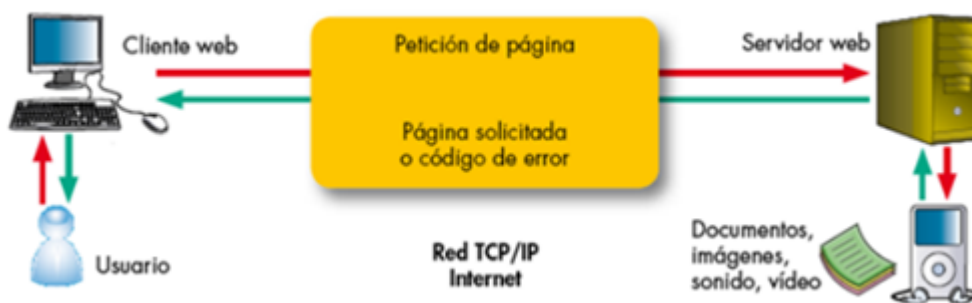 Cliente web
Petición de página
Servidor web
Página solicitada
o código de error
Usuario
Red TCP/IP
Internet
Documentos,
imágenes,
sonido, vídeo